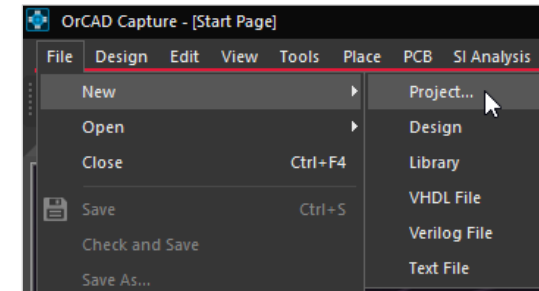 OrCAD Capture - [Start Page]
File Design Edit View Tools Place PCB SI Analysis
New
Open
Close Ctrl+F4
Save Ctrl+S
Check and Save
Save As...
Project...
Design
Library
VHDL File
Verilog File
Text File